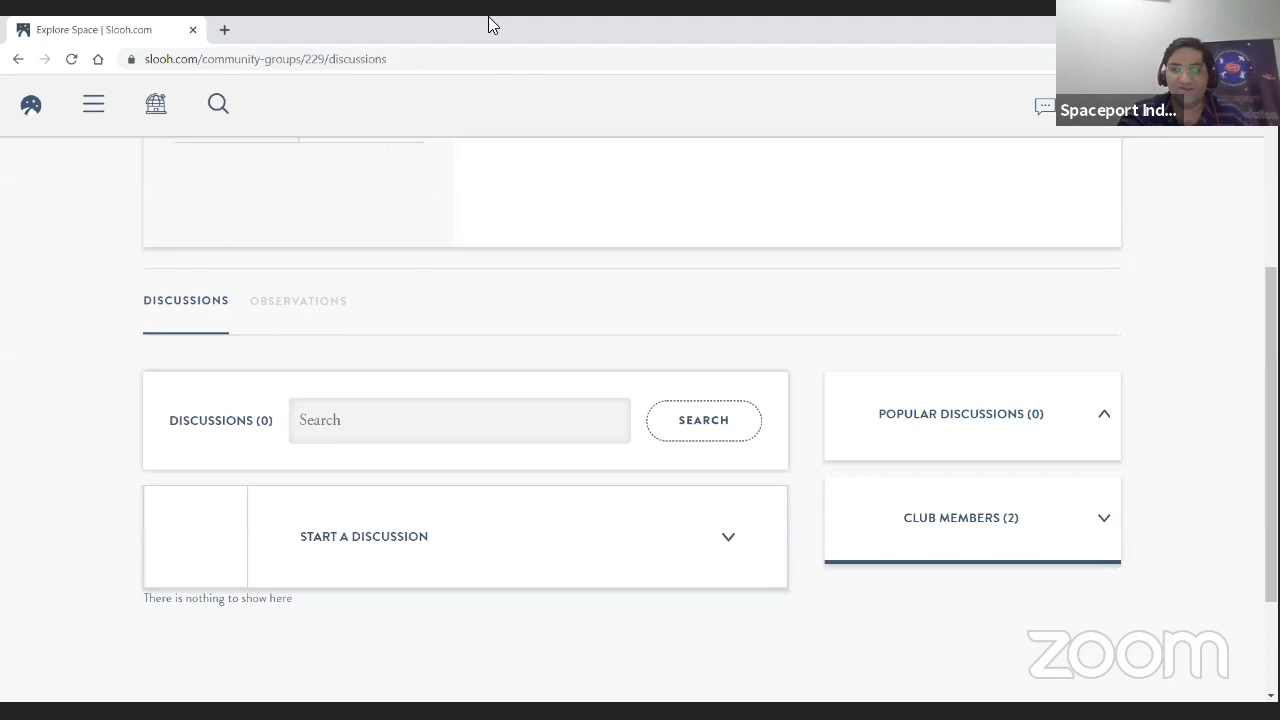 Explore Space | Slooh.com
slooh.com/community-groups/229/discussions
Spaceport Ind...
DISCUSSIONS
OBSERVATIONS
DISCUSSIONS (0)
Search
SEARCH
POPULAR DISCUSSIONS (0)
START A DISCUSSION
CLUB MEMBERS (2)
There is nothing to show here
zoom